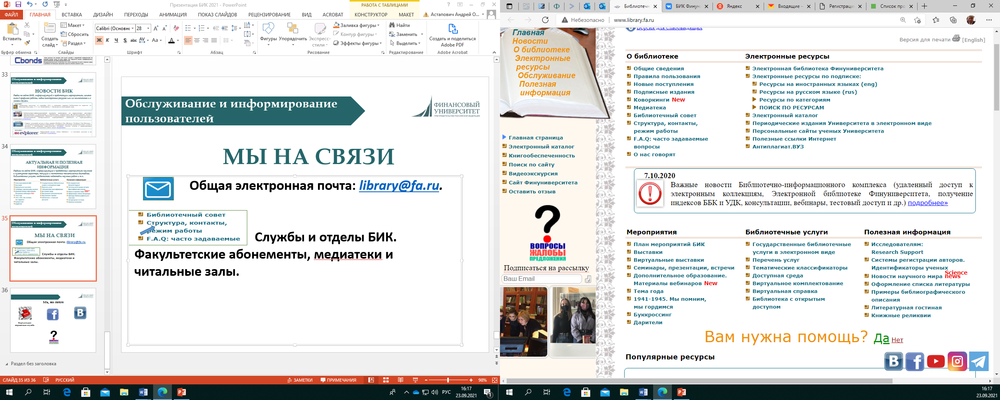 Презентация БИК 2021 - PowerPoint
РАБОТА С ТАБЛИЦАМИ
ФАЙЛ
ГЛАВНАЯ
ВСТАВКА
ДИЗАЙН
ПЕРЕХОДЫ
АНИМАЦИЯ
ПОКАЗ СЛАЙДОВ
РЕЦЕНЗИРОВАНИЕ
ВИД
ACROBAT
КОНСТРУКТОР
МАКЕТ
Астапович Андрей О...
Вставить
Создать слайд
Макет
Сбросить
Раздел
Calibri (Основнс
28
Ж К Ч S abc AV Aa А
Фигуры
Упорядочить
Экспресс-стили
Заливка фигуры
Контур фигуры
Эффекты фигуры
Найти
Заменить
Выделить
Создать и поделиться
Adobe PDF
Буфер обмена
Слайды
Шрифт
Абзац
Рисование
Редактирование
Adobe Acrobat
Cbonds
33
Обслуживание и информирование
пользователей
НОВОСТИ БИК
explorer
34
Обслуживание и информирование
пользователей
АКТУАЛЬНАЯ И ПОЛЕЗНАЯ
ИНФОРМАЦИЯ
Мероприятия
Библиотечные услуги
Полезная информация
35
Обслуживание и информирование
пользователей
МЫ НА СВЯЗИ
Общая электронная почта: library@fa.ru.
Службы и отделы БИК.
Факультетские абонементы, медиатеки и
читальные залы.
36
Мы, на связи
Виртуальная
справочная служба
ВОПРОСЫ
ЖАЛОБЫ
ПРЕДЛОЖЕНИЯ
Раздел без заголовка
Обслуживание и информирование
пользователей
ФИНАНСОВЫЙ
УНИВЕРСИТЕТ
ПРИ ПРАВИТЕЛЬСТВЕ РОССИЙСКОЙ ФЕДЕРАЦИИ
МЫ НА СВЯЗИ
Общая электронная почта: library@fa.ru.
Библиотечный совет
Структура, контакты,
режим работы
F.A.Q: часто задаваемые
Службы и отделы БИК.
Факультетские абонементы, медиатеки и
читальные залы.
СЛАЙД 35 ИЗ 36
РУССКИЙ
ЗАМЕТКИ
ПРИМЕЧАНИЯ
98%
РУС
16:17
23.09.2021
1
Библиотечн
БИК Финун
Яндекс
Входящие –
Регистраци
Список про
Небезопасно
www.library.fa.ru
Главная
Новости
О библиотеке
Электронные
ресурсы
Обслуживание
Полезная
информация
Главная страница
Электронный каталог
Книгообеспеченность
Поиск по сайту
Видеоэкскурсия
Сайт Финуниверситета
Оставить отзыв
?
ВОПРОСЫ
ЖАЛОБЫ
ПРЕДЛОЖЕНИЯ
Подписаться на рассылку
Ваш Email
Версия для слабовидящих
Версия для печати [English]
О библиотеке
Общие сведения
Правила пользования
Новые поступления
Подписные издания
Коворкинги New
Медиатека
Библиотечный совет
Структура, контакты,
режим работы
F.A.Q: часто задаваемые
вопросы
О нас говорят
Электронные ресурсы
Электронная библиотека Финуниверситета
Электронные ресурсы по подписке:
Ресурсы на иностранных языках (eng)
Ресурсы на русском языке (rus)
Ресурсы по категориям
ПОИСК ПО РЕСУРСАМ
Электронный каталог
Периодические издания Университета в электронном виде
Персональные сайты ученых Университета
Полезные ссылки Интернет
Антиплагиат.ВУЗ
7.10.2020
Важные новости Библиотечно-информационного комплекса (удаленный доступ к
электронным коллекциям, Электронной библиотеке Финуниверситета, получение
индексов ББК и УДК, консультации, вебинары, тестовый доступ и др.) подробнее»
Мероприятия
План мероприятий БИК
Выставки
Виртуальные выставки
Семинары, презентации, встречи
Дополнительное образование.
Материалы вебинаров New
Тема года
1941-1945. Мы помним,
мы гордимся
Буккроссинг
Дарители
Библиотечные услуги
Государственные библиотечные
услуги в электронном виде
Перечень услуг
Тематические классификаторы
Доступная среда
Виртуальное комплектование
Виртуальная справка
Библиотека с открытым
доступом
Полезная информация
Исследователям:
Research Support
Системы регистрации авторов.
Идентификаторы ученых
Новости научного мира Science news
Оформление списка литературы
Примеры библиографического
описания
Литературная гостиная
Книжные реликвии
Вам нужна помощь? Да Нет
Популярные ресурсы
16:17
23.09.2021